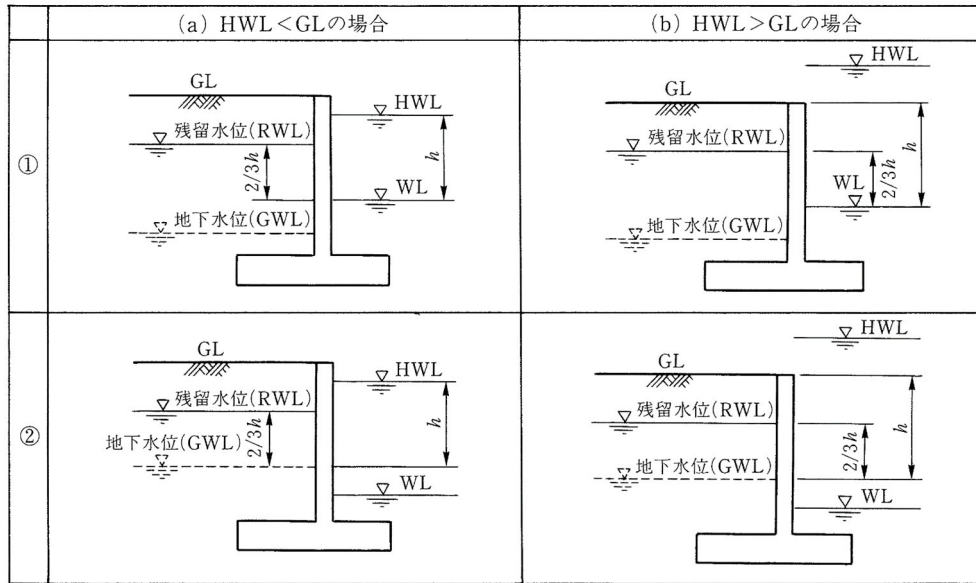 (a) HWL＜GLの場合
(b) HWL＞GLの場合
①
GL
HWL
残留水位(RWL)
h
2/3h
WL
地下水位(GWL)
HWL
GL
残留水位(RWL)
h
WL
2/3h
地下水位(GWL)
②
GL
HWL
残留水位(RWL)
h
2/3h
地下水位(GWL)
WL
HWL
GL
残留水位(RWL)
h
2/3h
地下水位(GWL)
WL